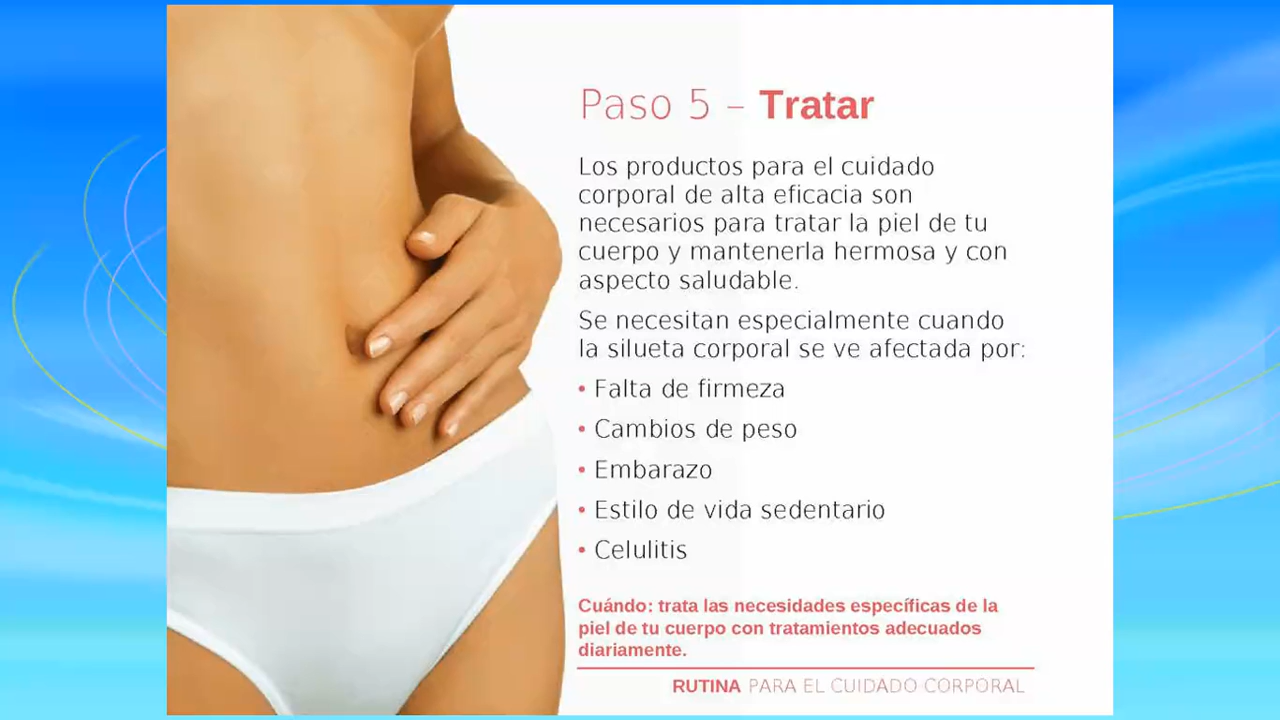 Paso 5 – Tratar
Los productos para el cuidado
corporal de alta eficacia son
necesarios para tratar la piel de tu
cuerpo y mantenerla hermosa y con
aspecto saludable.
Se necesitan especialmente cuando
la silueta corporal se ve afectada por:
• Falta de firmeza
• Cambios de peso
• Embarazo
• Estilo de vida sedentario
• Celulitis
Cuándo: trata las necesidades específicas de la
piel de tu cuerpo con tratamientos adecuados
diariamente.
RUTINA PARA EL CUIDADO CORPORAL